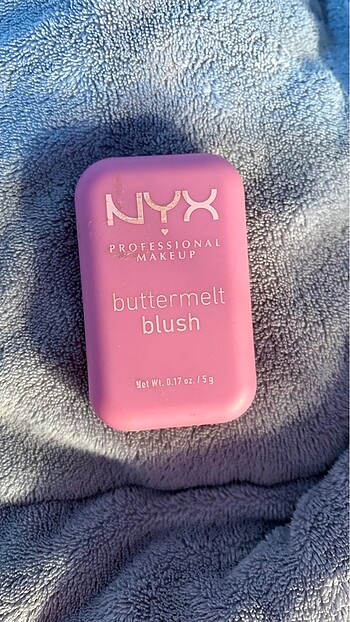 NYX
PROFESSIONAL
MAKEUP
buttermelt
blush
Net Wt. 0.17 oz. / 5 g